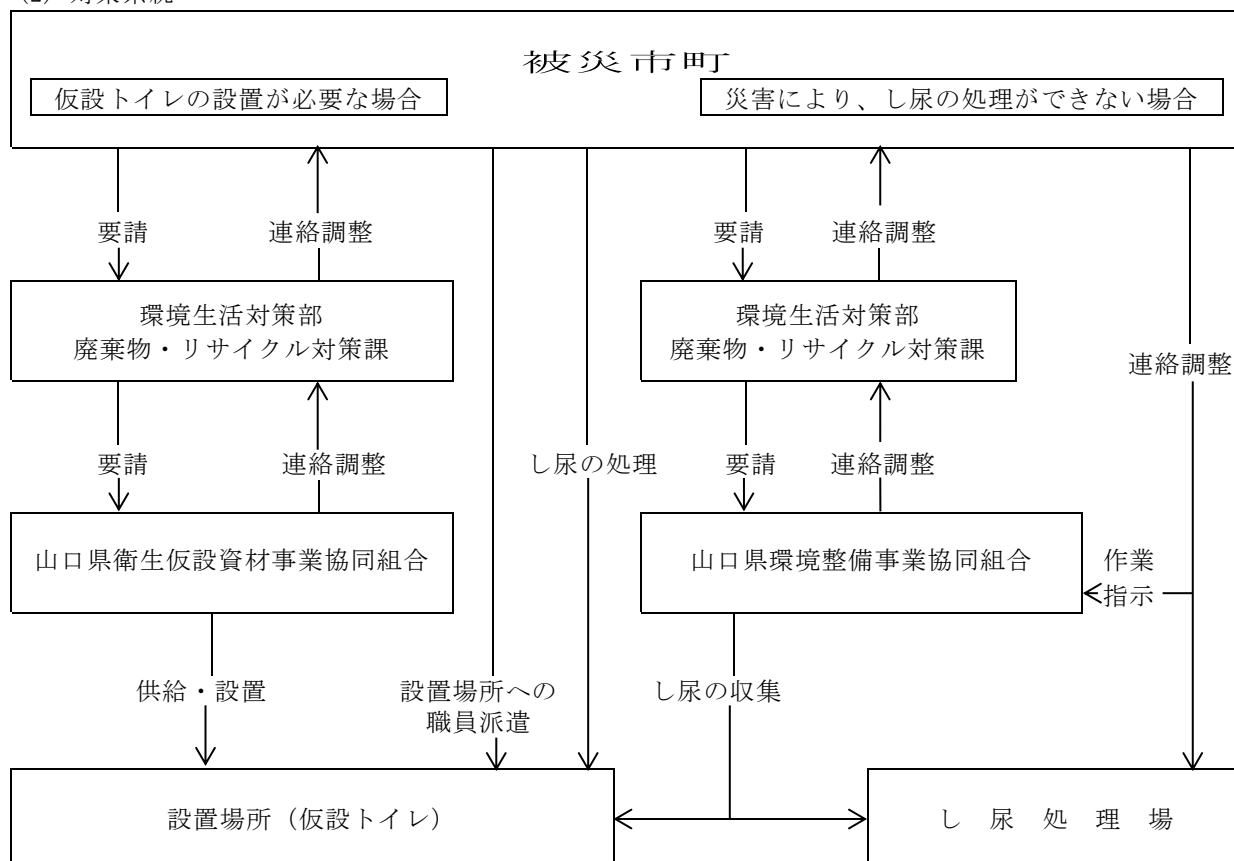 被災市町
仮設トイレの設置が必要な場合
災害により、し尿の処理ができない場合
要請
連絡調整
要請
連絡調整
環境生活対策部
廃棄物・リサイクル対策課
環境生活対策部
廃棄物・リサイクル対策課
連絡調整
要請
連絡調整
し尿の処理
要請
連絡調整
山口県衛生仮設資材事業協同組合
山口県環境整備事業協同組合
作業
指示
供給・設置
設置場所への
職員派遣
し尿の収集
設置場所（仮設トイレ）
し尿処理場